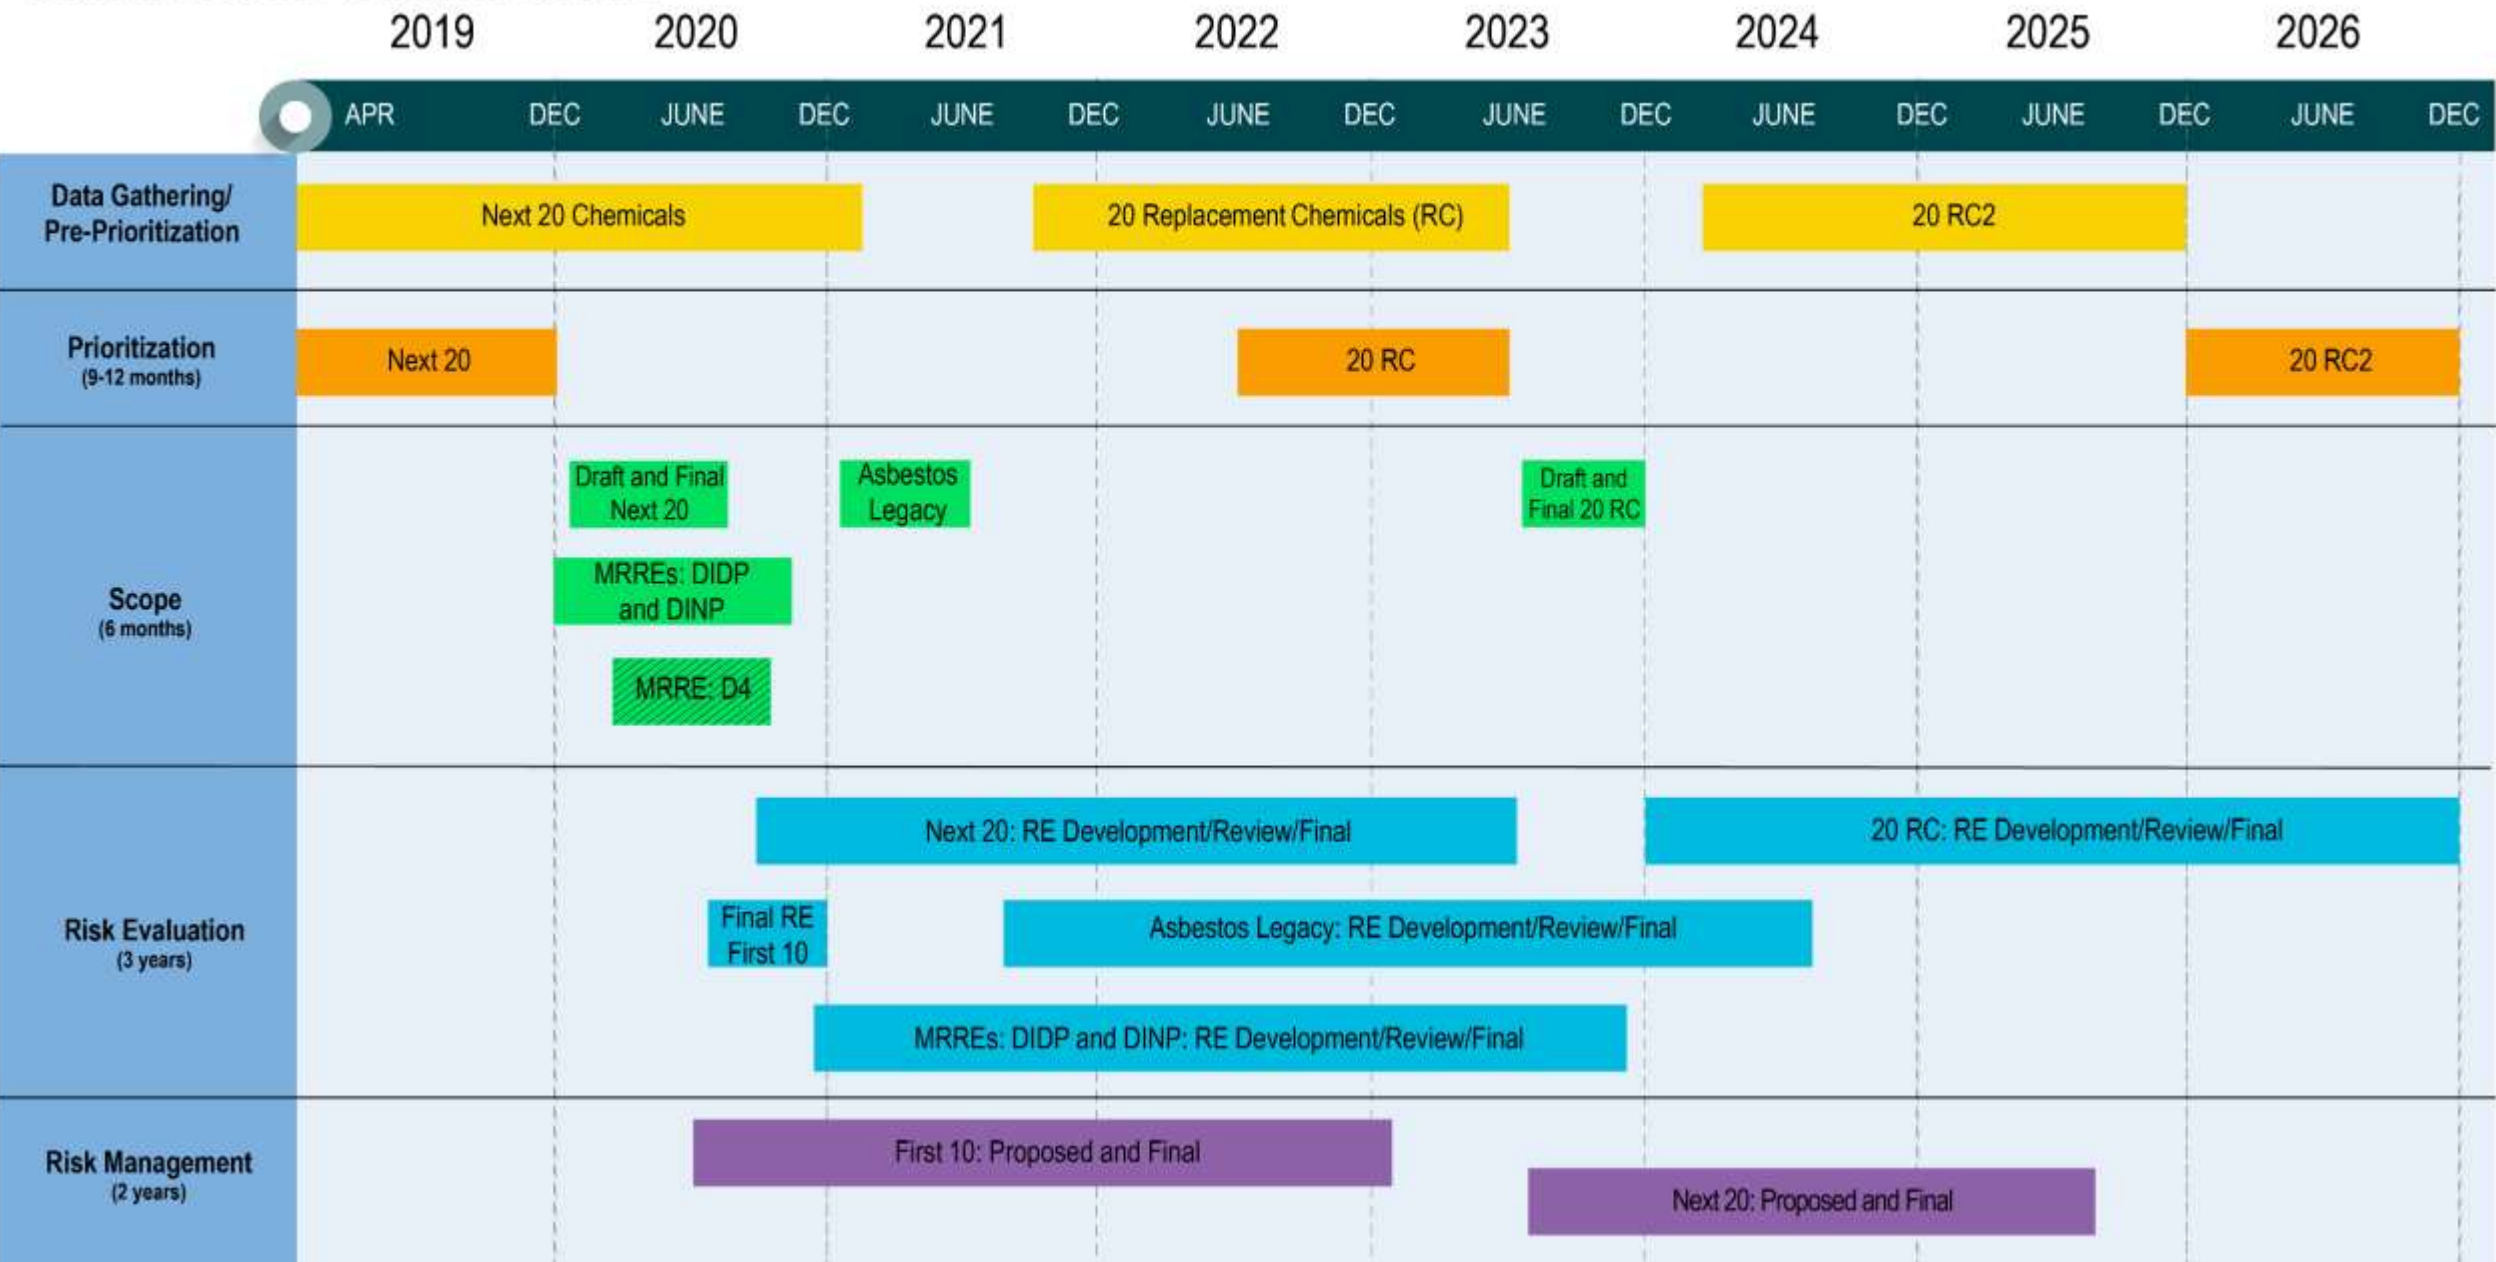 2019 2020 2021 2022 2023 2024 2025 2026
APR DEC JUNE DEC JUNE DEC JUNE DEC JUNE DEC JUNE DEC JUNE DEC JUNE DEC
Data Gathering/
Pre-Prioritization
Next 20 Chemicals
20 Replacement Chemicals (RC)
20 RC2
Prioritization
(9-12 months)
Next 20
20 RC
20 RC2
Scope
(6 months)
Draft and Final
Next 20
Asbestos
Legacy
Draft and
Final 20 RC
MRREs: DIDP
and DINP
MRRE: D4
Risk Evaluation
(3 years)
Next 20: RE Development/Review/Final
20 RC: RE Development/Review/Final
Final RE
First 10
Asbestos Legacy: RE Development/Review/Final
MRREs: DIDP and DINP: RE Development/Review/Final
Risk Management
(2 years)
First 10: Proposed and Final
Next 20: Proposed and Final